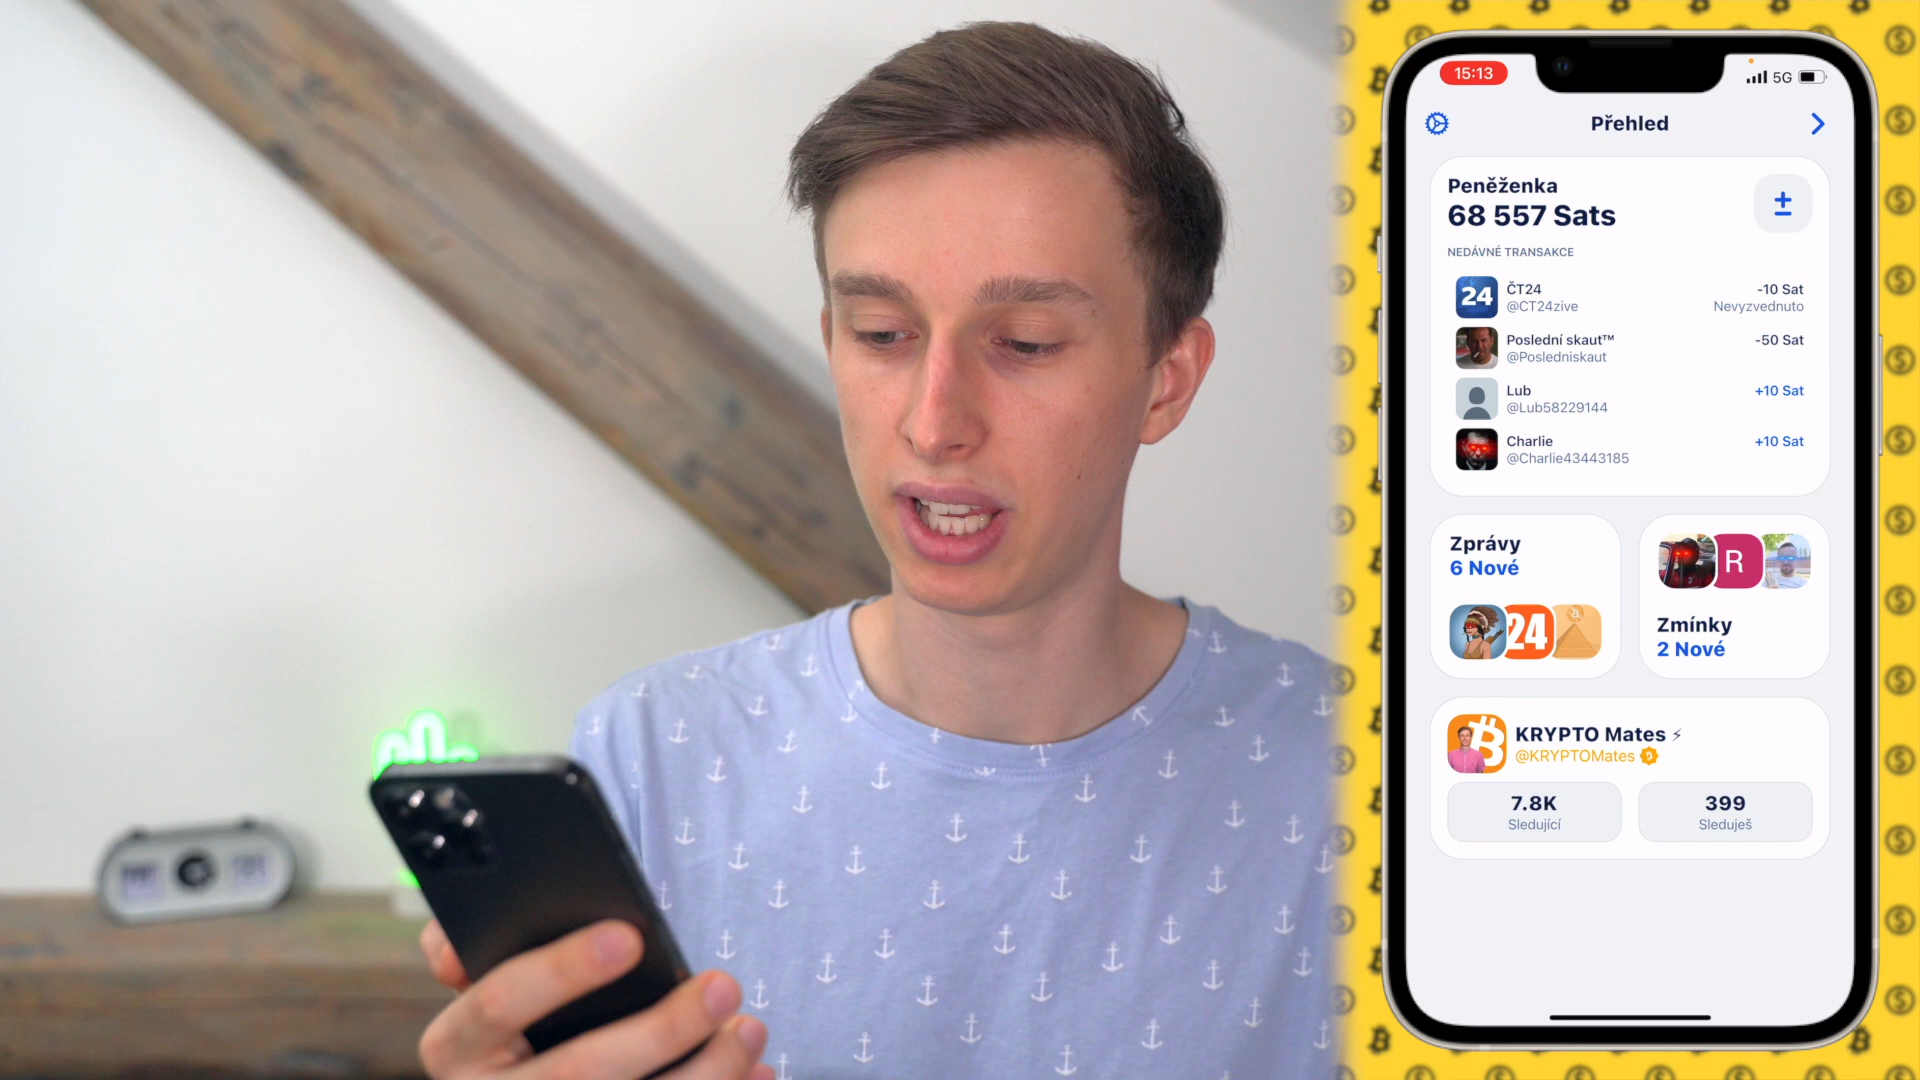 15:13
5G
Přehled
Peněženka
68 557 Sats
NEDÁVNÉ TRANSAKCE
24
ČT24
-10 Sat
@CT24zive
Nevyzvednuto
Poslední skaut™
-50 Sat
@Posledniskaut
Lub
+10 Sat
@Lub58229144
Charlie
+10 Sat
@Charlie43443185
Zprávy
6 Nové
24
R
Zmínky
2 Nové
KRYPTO Mates ⚡
@KRYPTOMates
7.8K
Sledující
399
Sleduješ